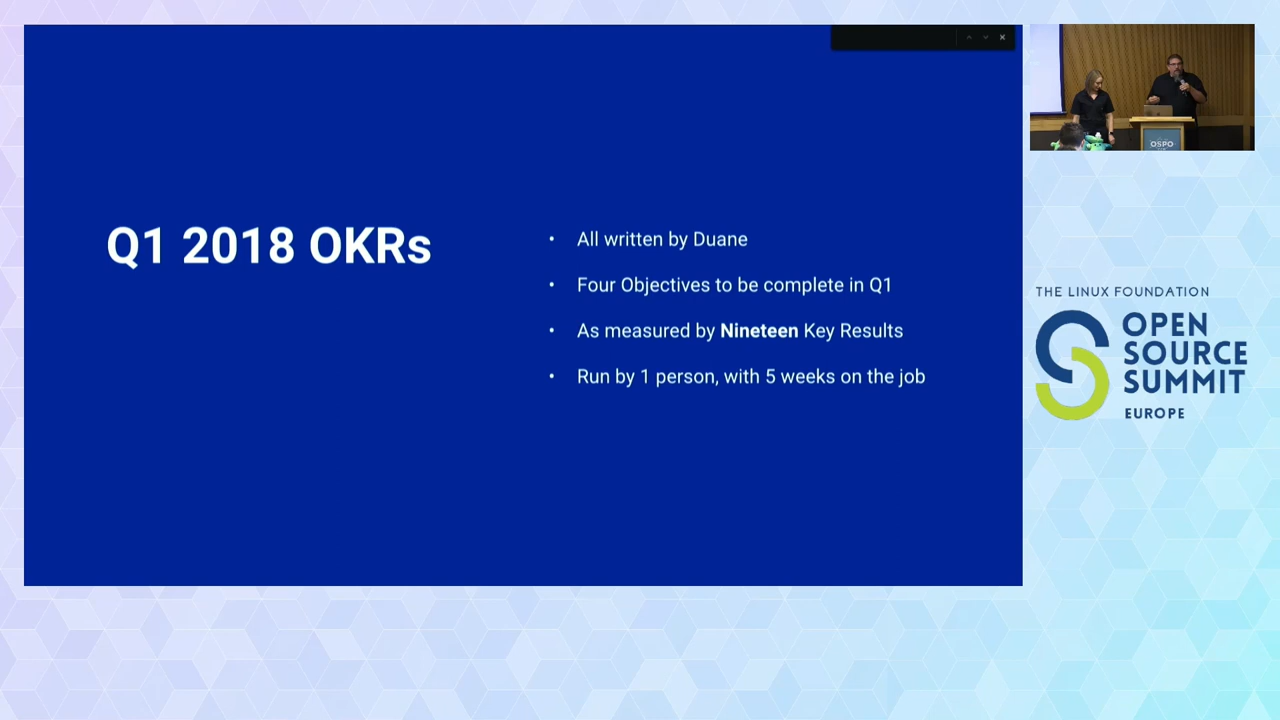 Q1 2018 OKRs
• All written by Duane
• Four Objectives to be complete in Q1
• As measured by Nineteen Key Results
• Run by 1 person, with 5 weeks on the job
OSPO
THE LINUX FOUNDATION
OPEN
SOURCE
SUMMIT
EUROPE